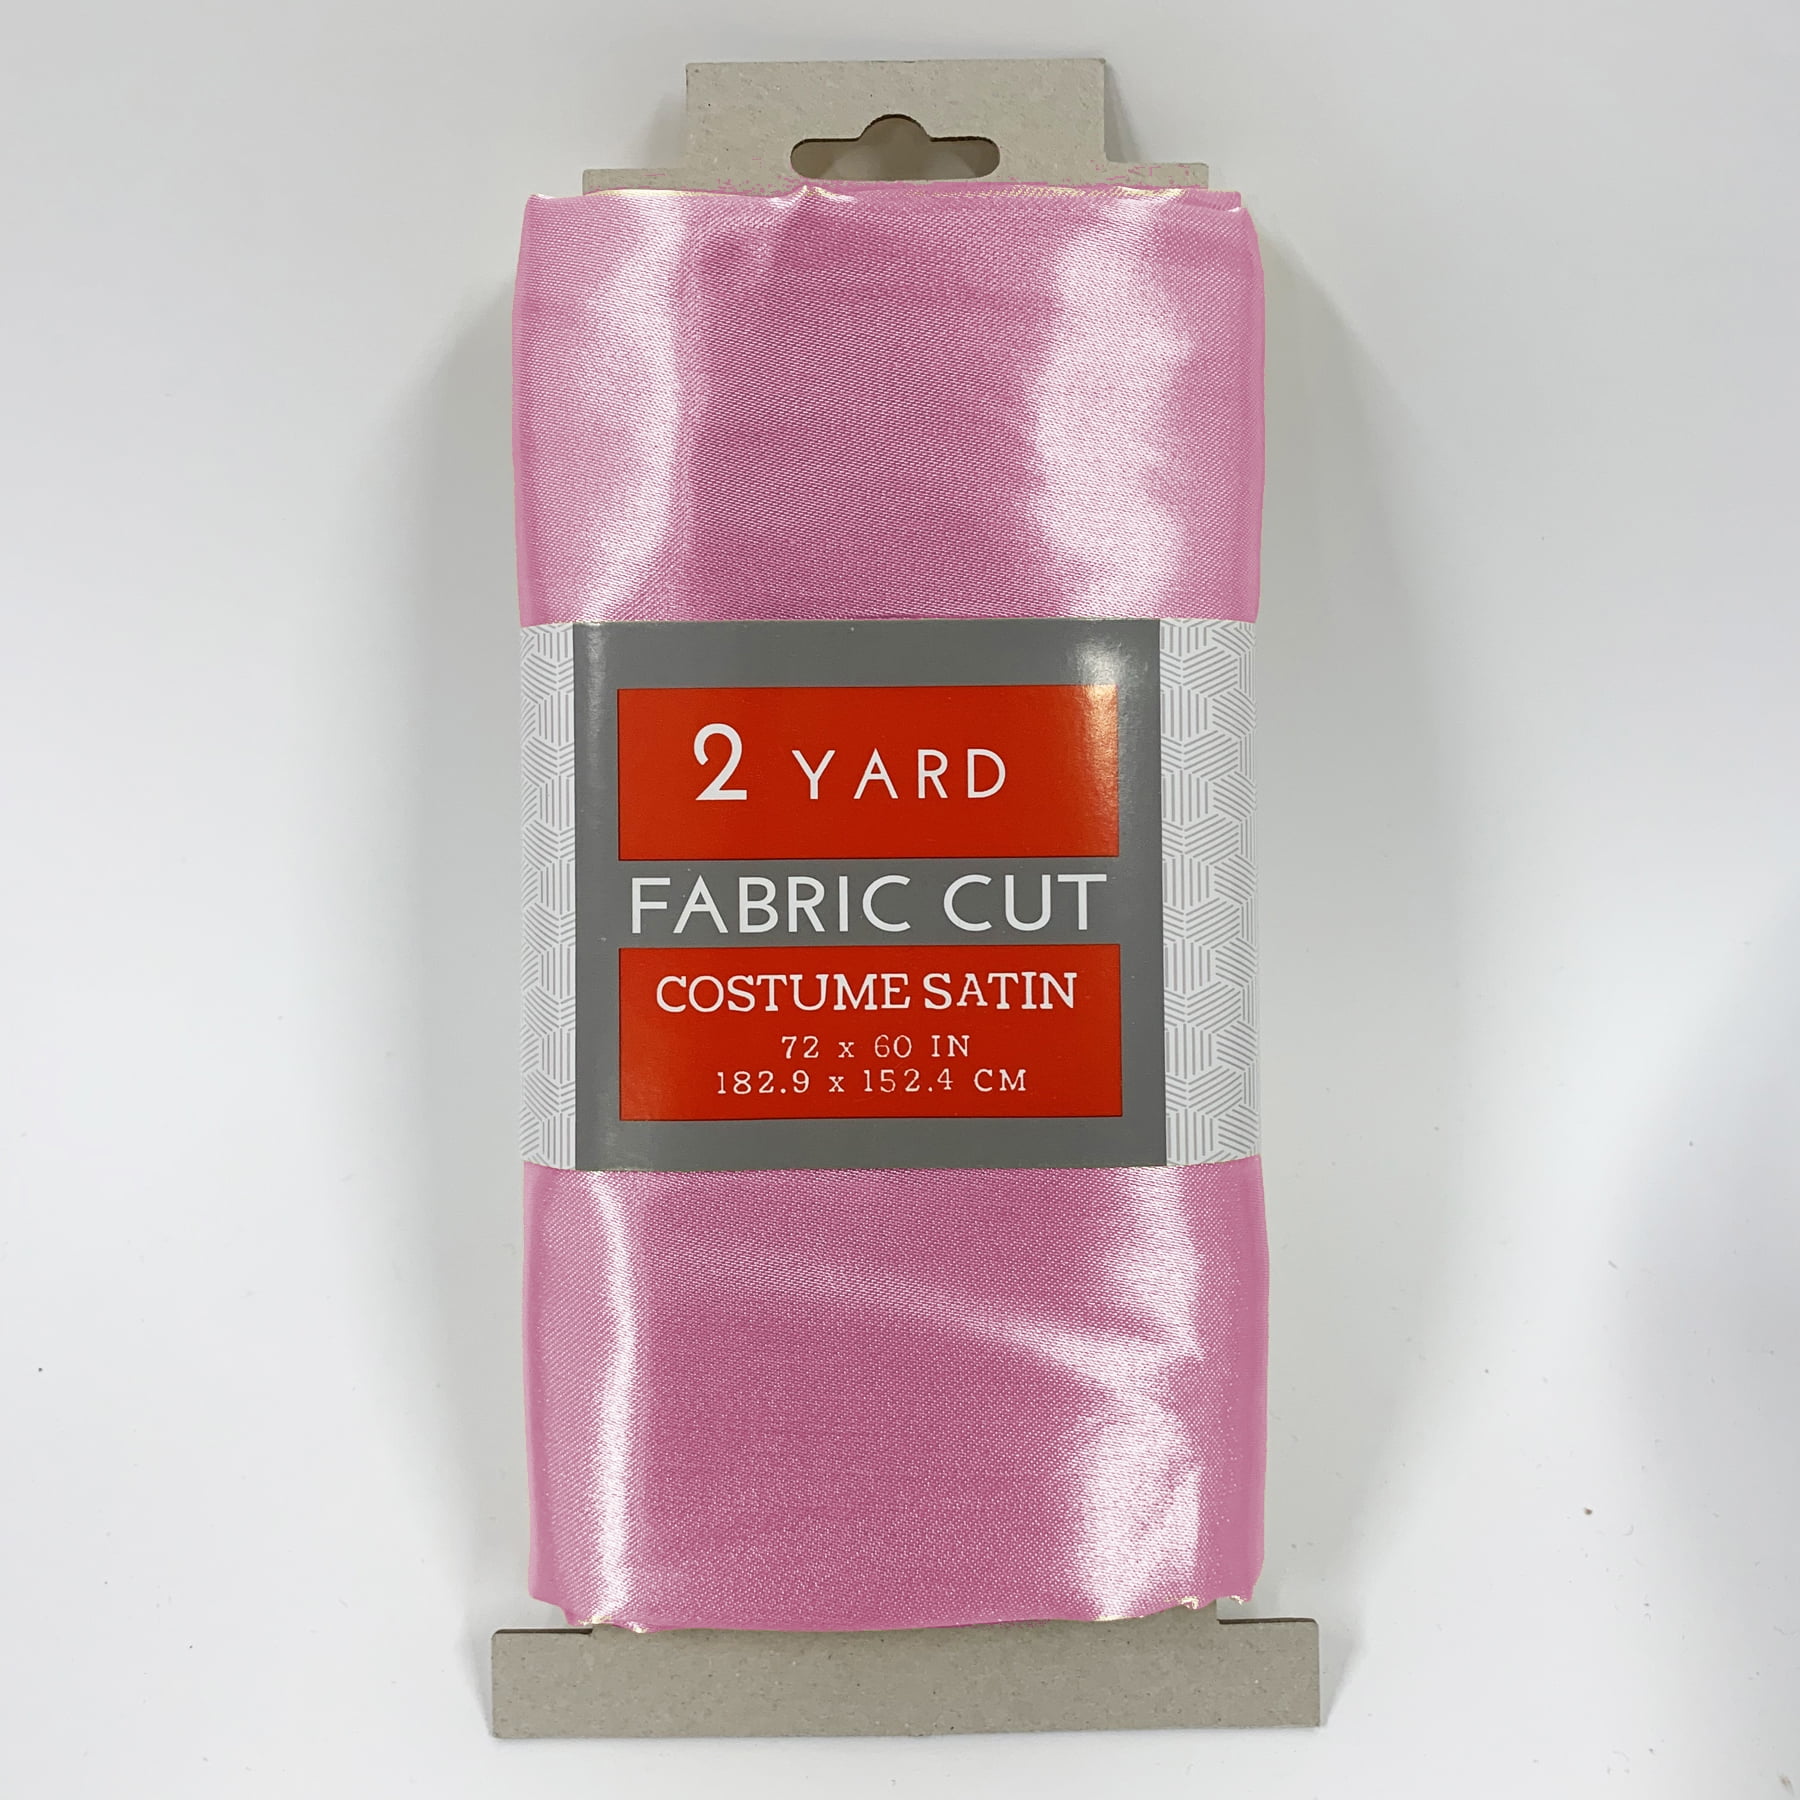 2 YARD
FABRIC CUT
COSTUME SATIN
72 x 60 IN
182.9 x 152.4 CM